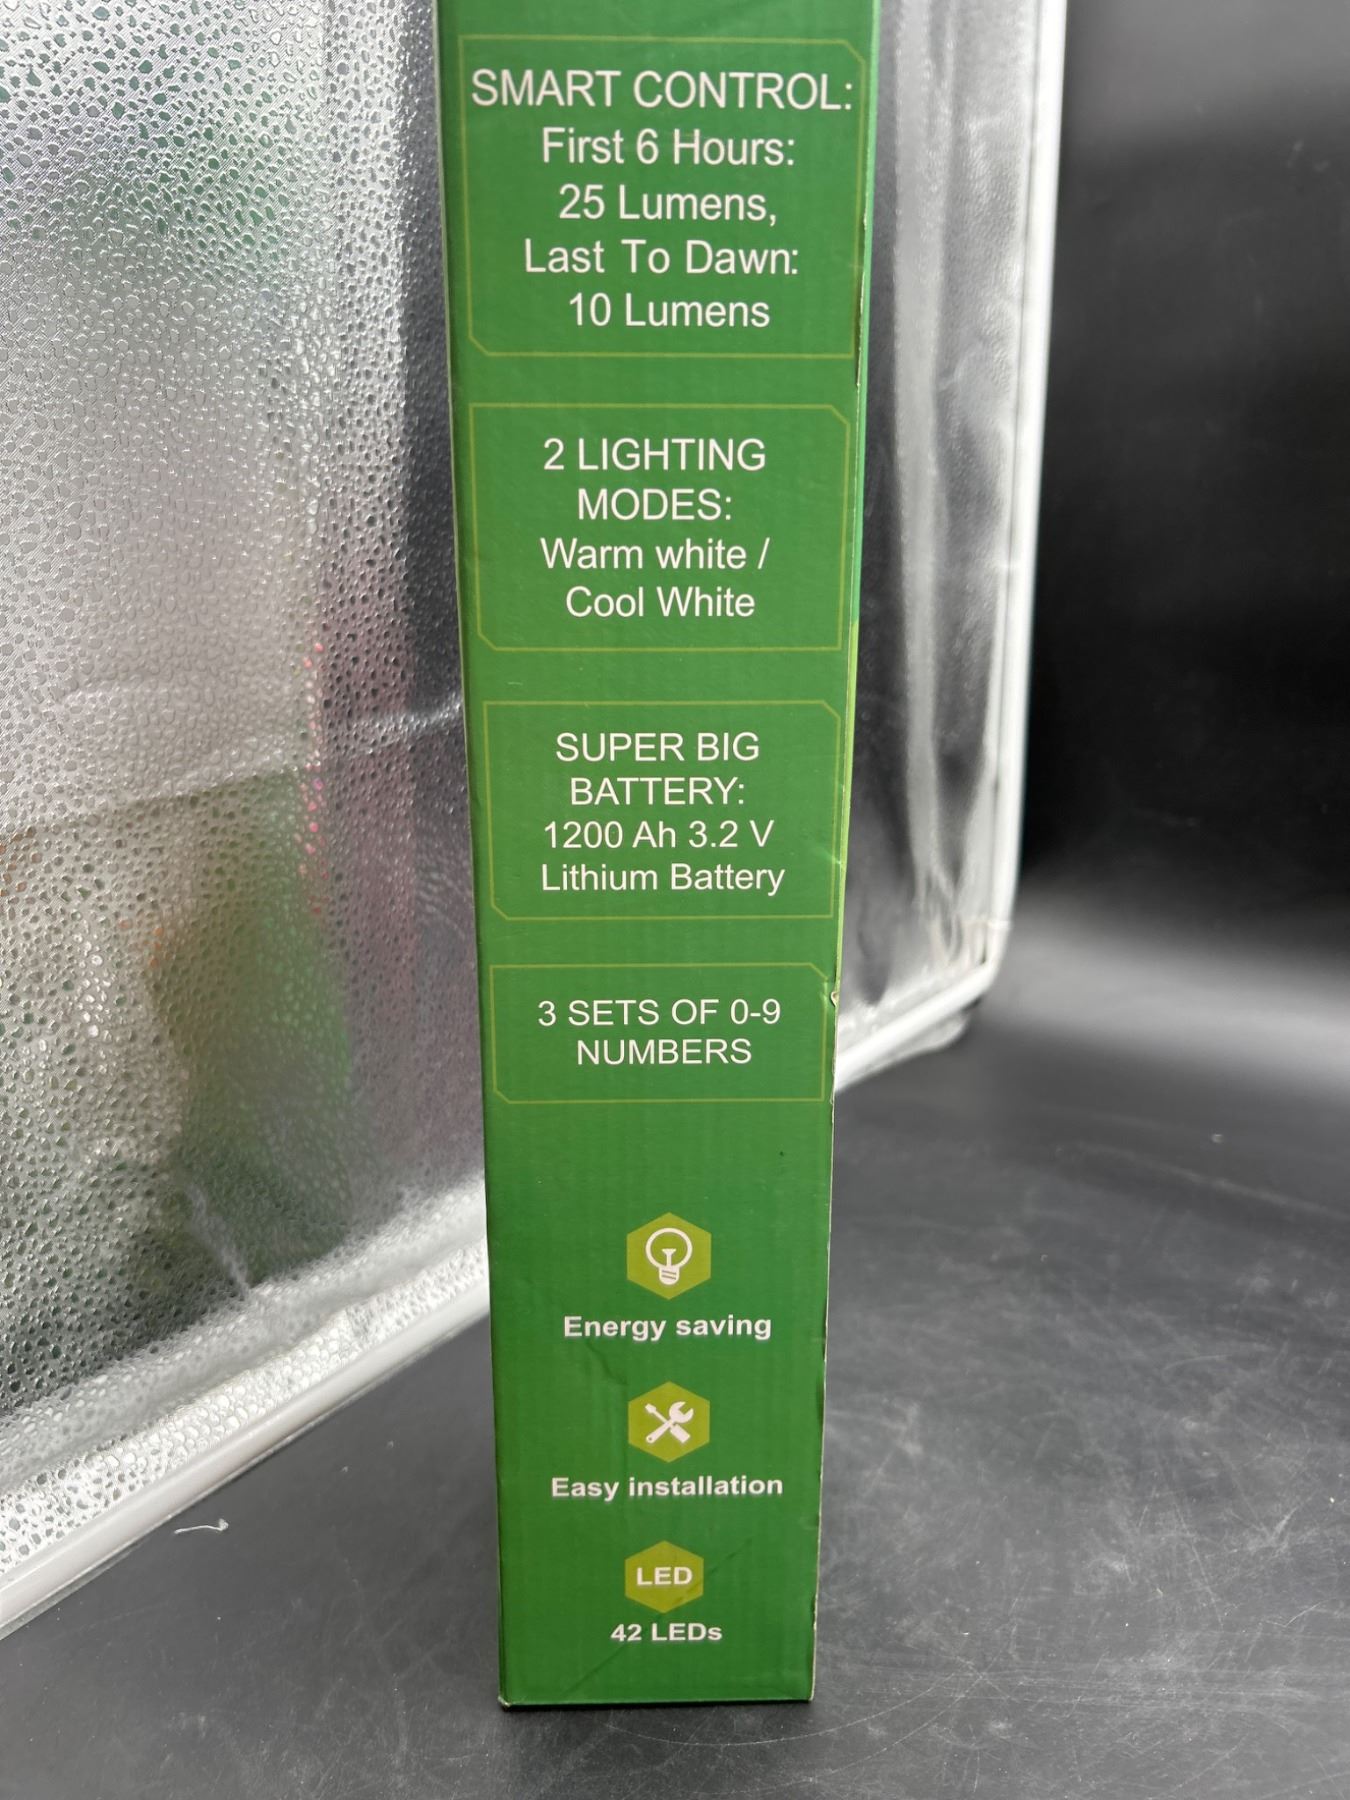 SMART CONTROL:
First 6 Hours:
25 Lumens,
Last To Dawn:
10 Lumens
2 LIGHTING
MODES:
Warm white /
Cool White
SUPER BIG
BATTERY:
1200 Ah 3.2 V
Lithium Battery
3 SETS OF 0-9
NUMBERS
Energy saving
Easy installation
LED
42 LEDs